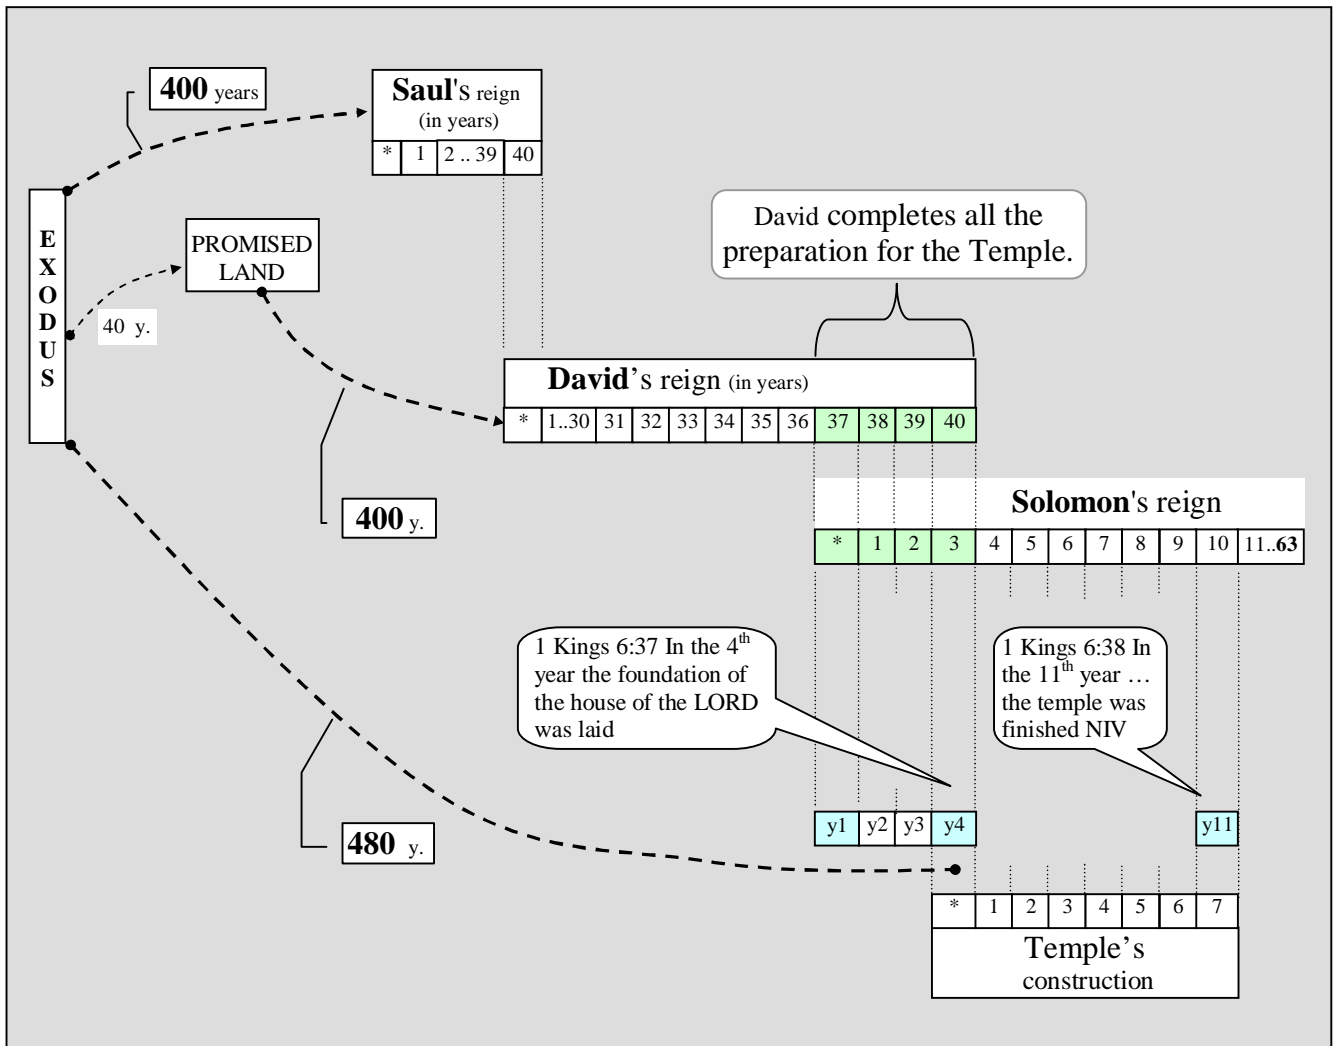 400 years
Saul's reign
(in years)
* 1 2 .. 39 40
E
X
O
D
U
S
PROMISED
LAND
40 y.
David completes all the
preparation for the Temple.
David's reign (in years)
* 1..30 31 32 33 34 35 36 37 38 39 40
400 y.
Solomon's reign
* 1 2 3 4 5 6 7 8 9 10 11..63
1 Kings 6:37 In the 4th
year the foundation of
the house of the LORD
was laid
1 Kings 6:38 In
the 11th year …
the temple was
finished NIV
y1 y2 y3 y4 y11
480 y.
* 1 2 3 4 5 6 7
Temple's
construction